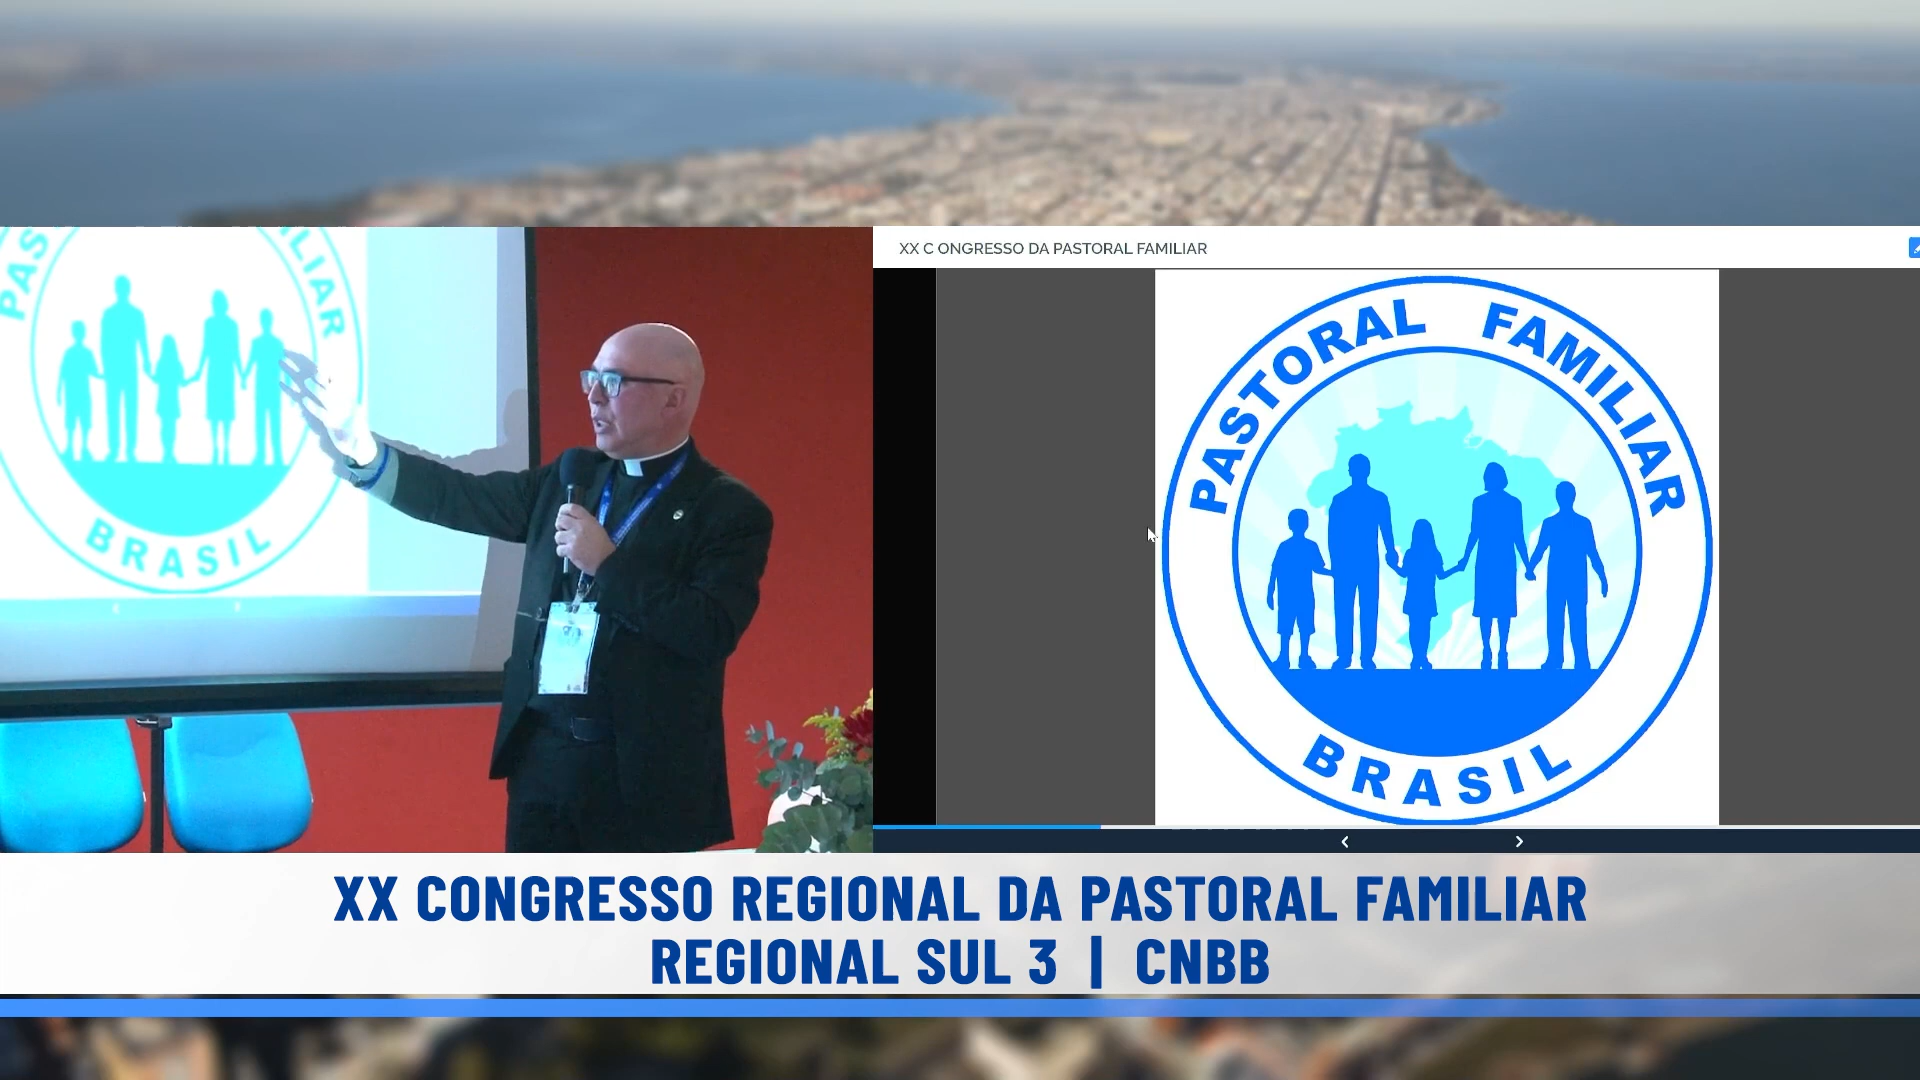 PAS
ILIAR
BRASIL
XX C ONGRESSO DA PASTORAL FAMILIAR
PASTORAL FAMILIAR
BRASIL
XX CONGRESSO REGIONAL DA PASTORAL FAMILIAR
REGIONAL SUL 3 | CNBB